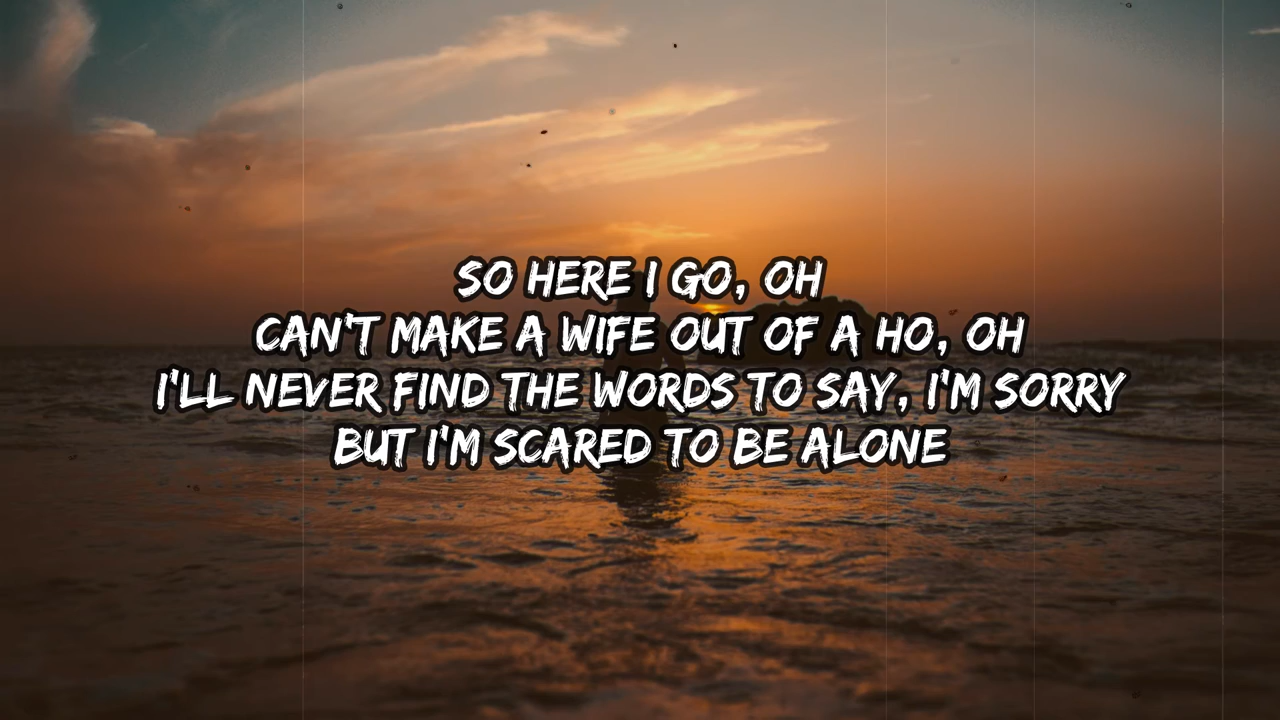 SO HERE I GO, OH
CAN'T MAKE A WIFE OUT OF A HO, OH
I'LL NEVER FIND THE WORDS TO SAY, I'M SORRY
BUT I'M SCARED TO BE ALONE